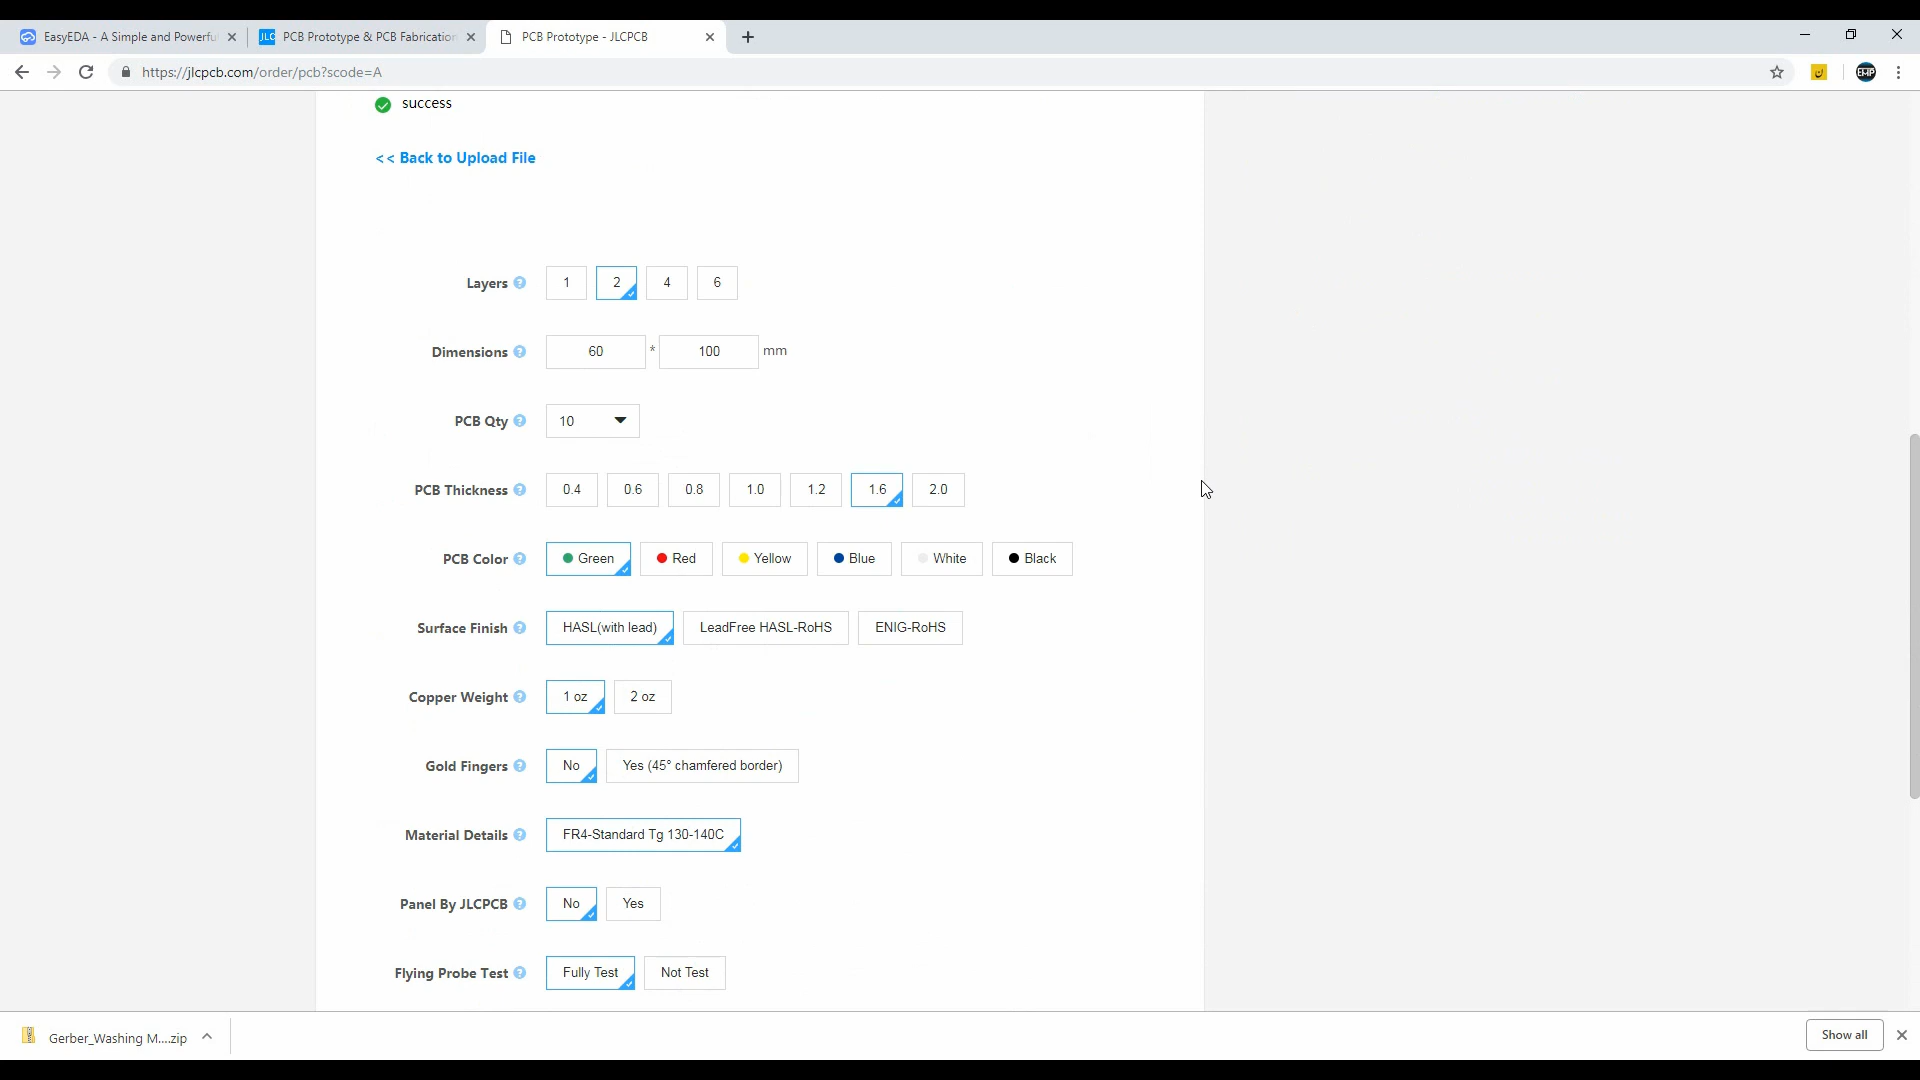 EasyEDA - A Simple and Powerfu
PCB Prototype & PCB Fabrication
PCB Prototype - JLCPCB
https://jlcpcb.com/order/pcb?scode=A
success
<< Back to Upload File
Layers 1 2 4 6
Dimensions 60 * 100 mm
PCB Qty 10
PCB Thickness 0.4 0.6 0.8 1.0 1.2 1.6 2.0
PCB Color Green Red Yellow Blue White Black
Surface Finish HASL(with lead) LeadFree HASL-RoHS ENIG-RoHS
Copper Weight 1 oz 2 oz
Gold Fingers No Yes (45° chamfered border)
Material Details FR4-Standard Tg 130-140C
Panel By JLCPCB No Yes
Flying Probe Test Fully Test Not Test
Gerber_Washing M....zip
Show all